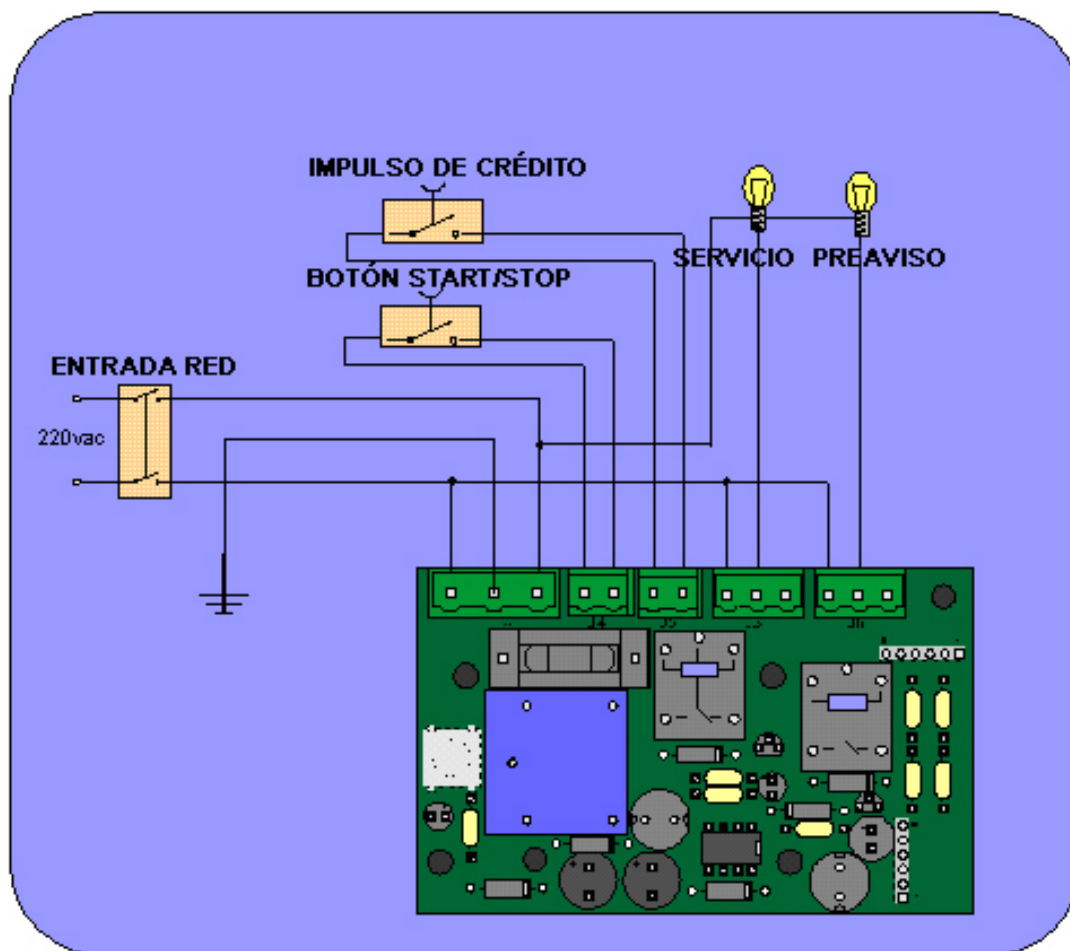 IMPULSO DE CRÉDITO
SERVICIO PREAVISO
BOTÓN START/STOP
ENTRADA RED
220vac
J4